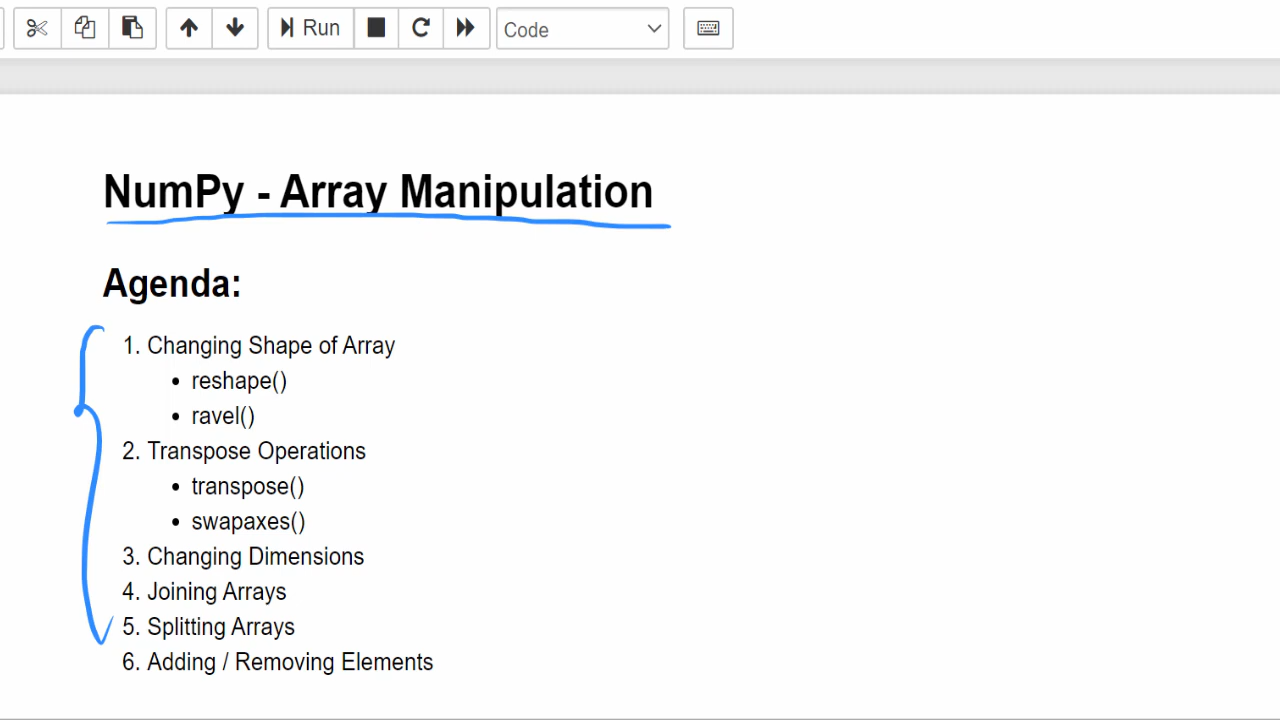 Run Code
NumPy - Array Manipulation
Agenda:
1. Changing Shape of Array
• reshape()
• ravel()
2. Transpose Operations
• transpose()
• swapaxes()
3. Changing Dimensions
4. Joining Arrays
5. Splitting Arrays
6. Adding / Removing Elements